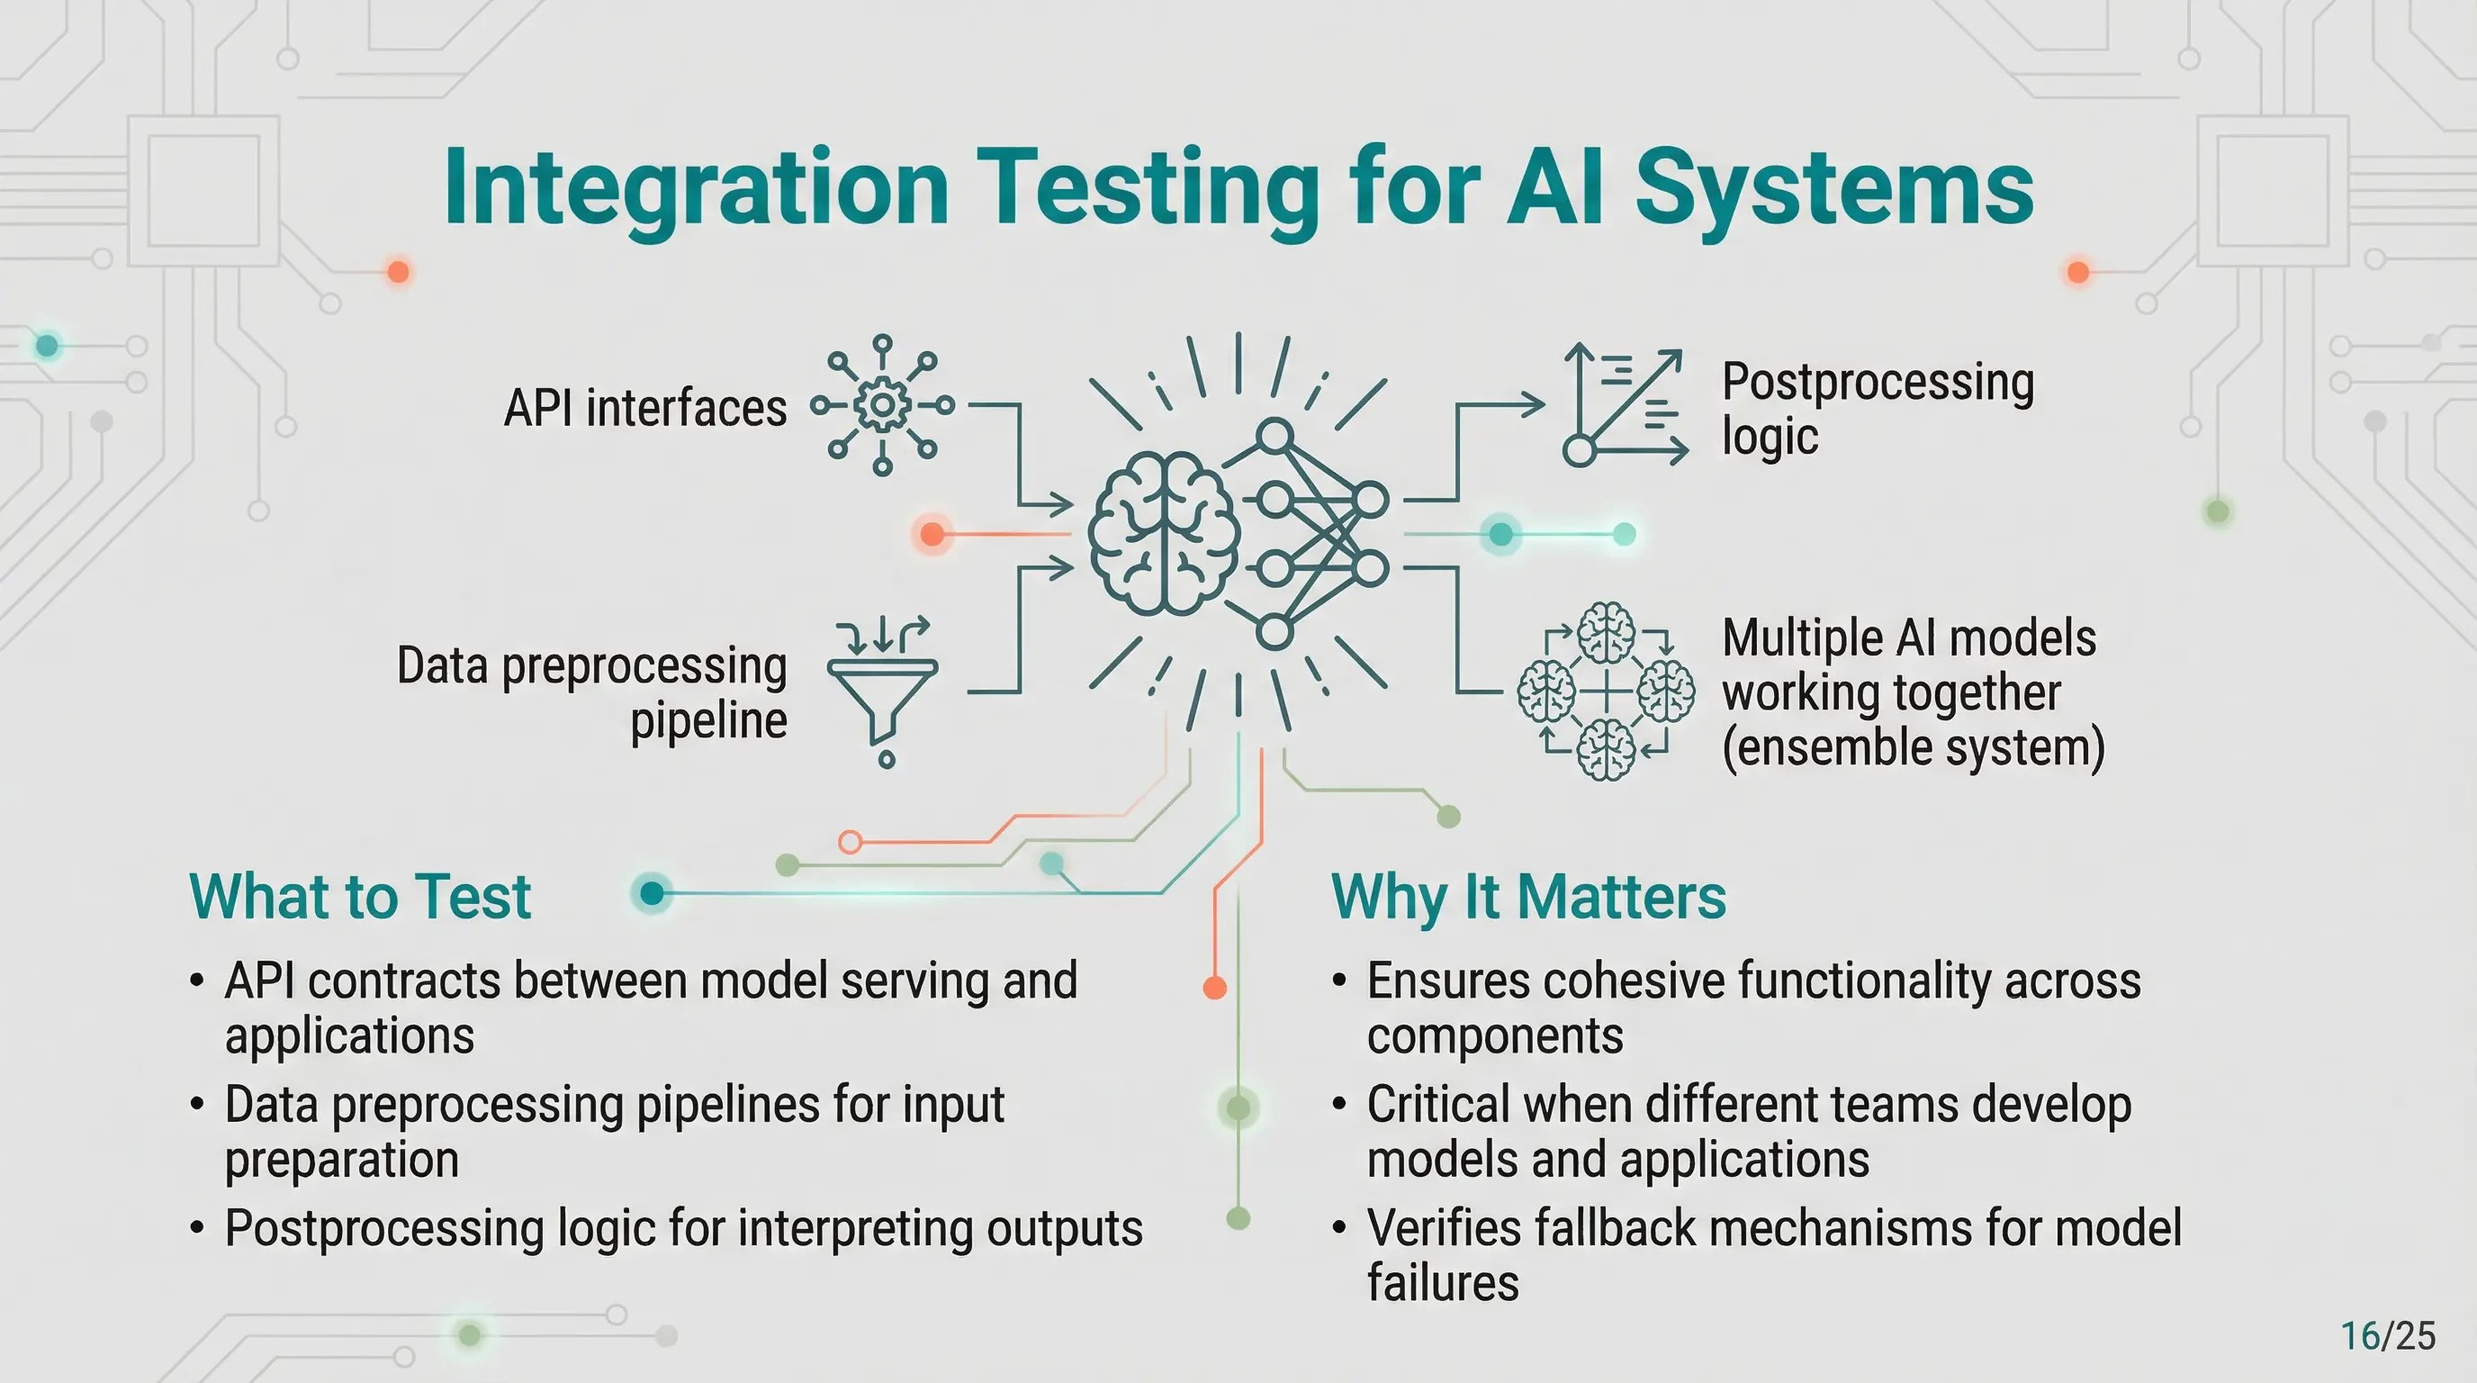 Integration Testing for AI Systems
API interfaces
Data preprocessing
pipeline
Postprocessing
logic
Multiple AI models
working together
(ensemble system)
What to Test
• API contracts between model serving and
applications
• Data preprocessing pipelines for input
preparation
• Postprocessing logic for interpreting outputs
Why It Matters
• Ensures cohesive functionality across
components
• Critical when different teams develop
models and applications
• Verifies fallback mechanisms for model
failures
16/25